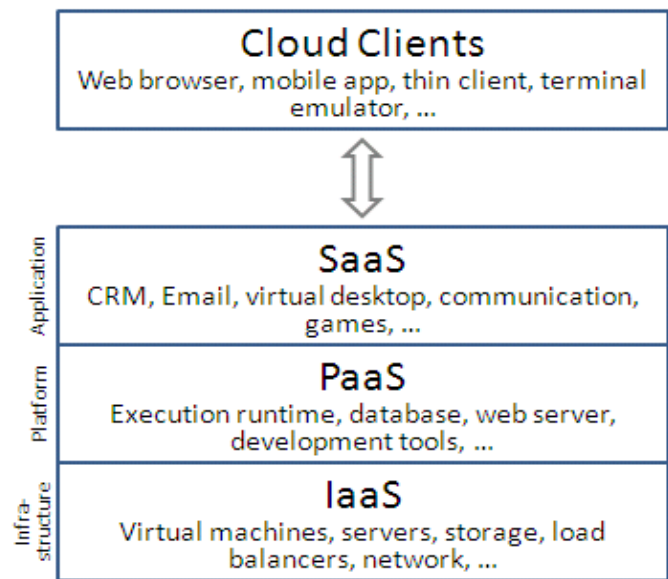 Cloud Clients
Web browser, mobile app, thin client, terminal
emulator, ...
Application
SaaS
CRM, Email, virtual desktop, communication,
games, ...
Platform
PaaS
Execution runtime, database, web server,
development tools, ...
Infra-
structure
IaaS
Virtual machines, servers, storage, load
balancers, network, ...